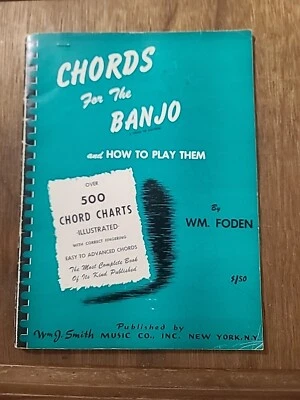 CHORDS
For The
BANJO
and HOW TO PLAY THEM
OVER
500
CHORD CHARTS
-ILLUSTRATED-
WITH CORRECT FINGERING
EASY TO ADVANCED CHORDS
The Most Complete Book
Of Its Kind Published
By
WM. FODEN
$1.50
Published by
Wm. J. Smith MUSIC CO., INC. NEW YORK, N.Y.